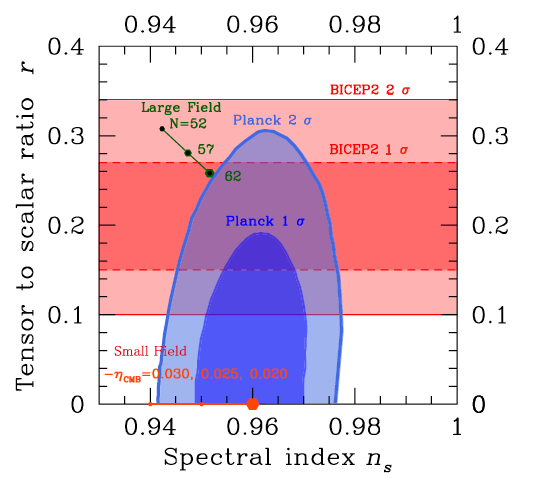 0.94 0.96 0.98 1
0.4 0.4
BICEP2 2 σ
Large Field
N=52
Planck 2 σ
0.3 0.3
57
BICEP2 1 σ
62
Tensor to scalar ratio r
Planck 1 σ
0.2 0.2
0.1 0.1
Small Field
−η_CMB=0.030, 0.025, 0.020
0 0
0.94 0.96 0.98 1
Spectral index n_s